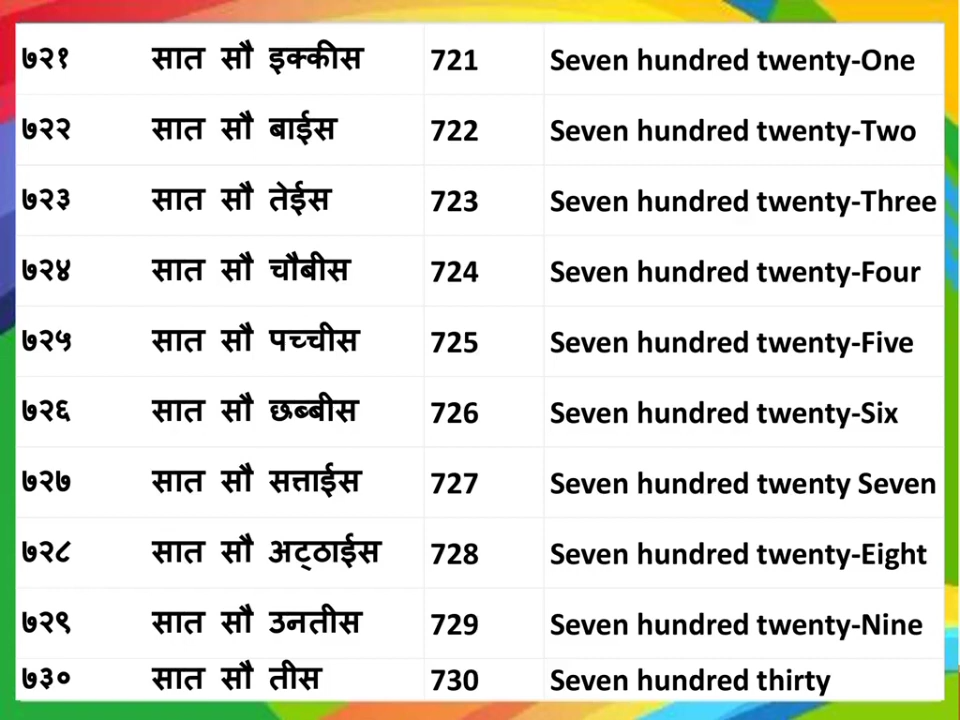 ७२१ सात सौ इक्कीस 721 Seven hundred twenty-One
७२२ सात सौ बाईस 722 Seven hundred twenty-Two
७२३ सात सौ तेईस 723 Seven hundred twenty-Three
७२४ सात सौ चौबीस 724 Seven hundred twenty-Four
७२५ सात सौ पच्चीस 725 Seven hundred twenty-Five
७२६ सात सौ छब्बीस 726 Seven hundred twenty-Six
७२७ सात सौ सत्ताईस 727 Seven hundred twenty Seven
७२८ सात सौ अट्ठाईस 728 Seven hundred twenty-Eight
७२९ सात सौ उनतीस 729 Seven hundred twenty-Nine
७३० सात सौ तीस 730 Seven hundred thirty